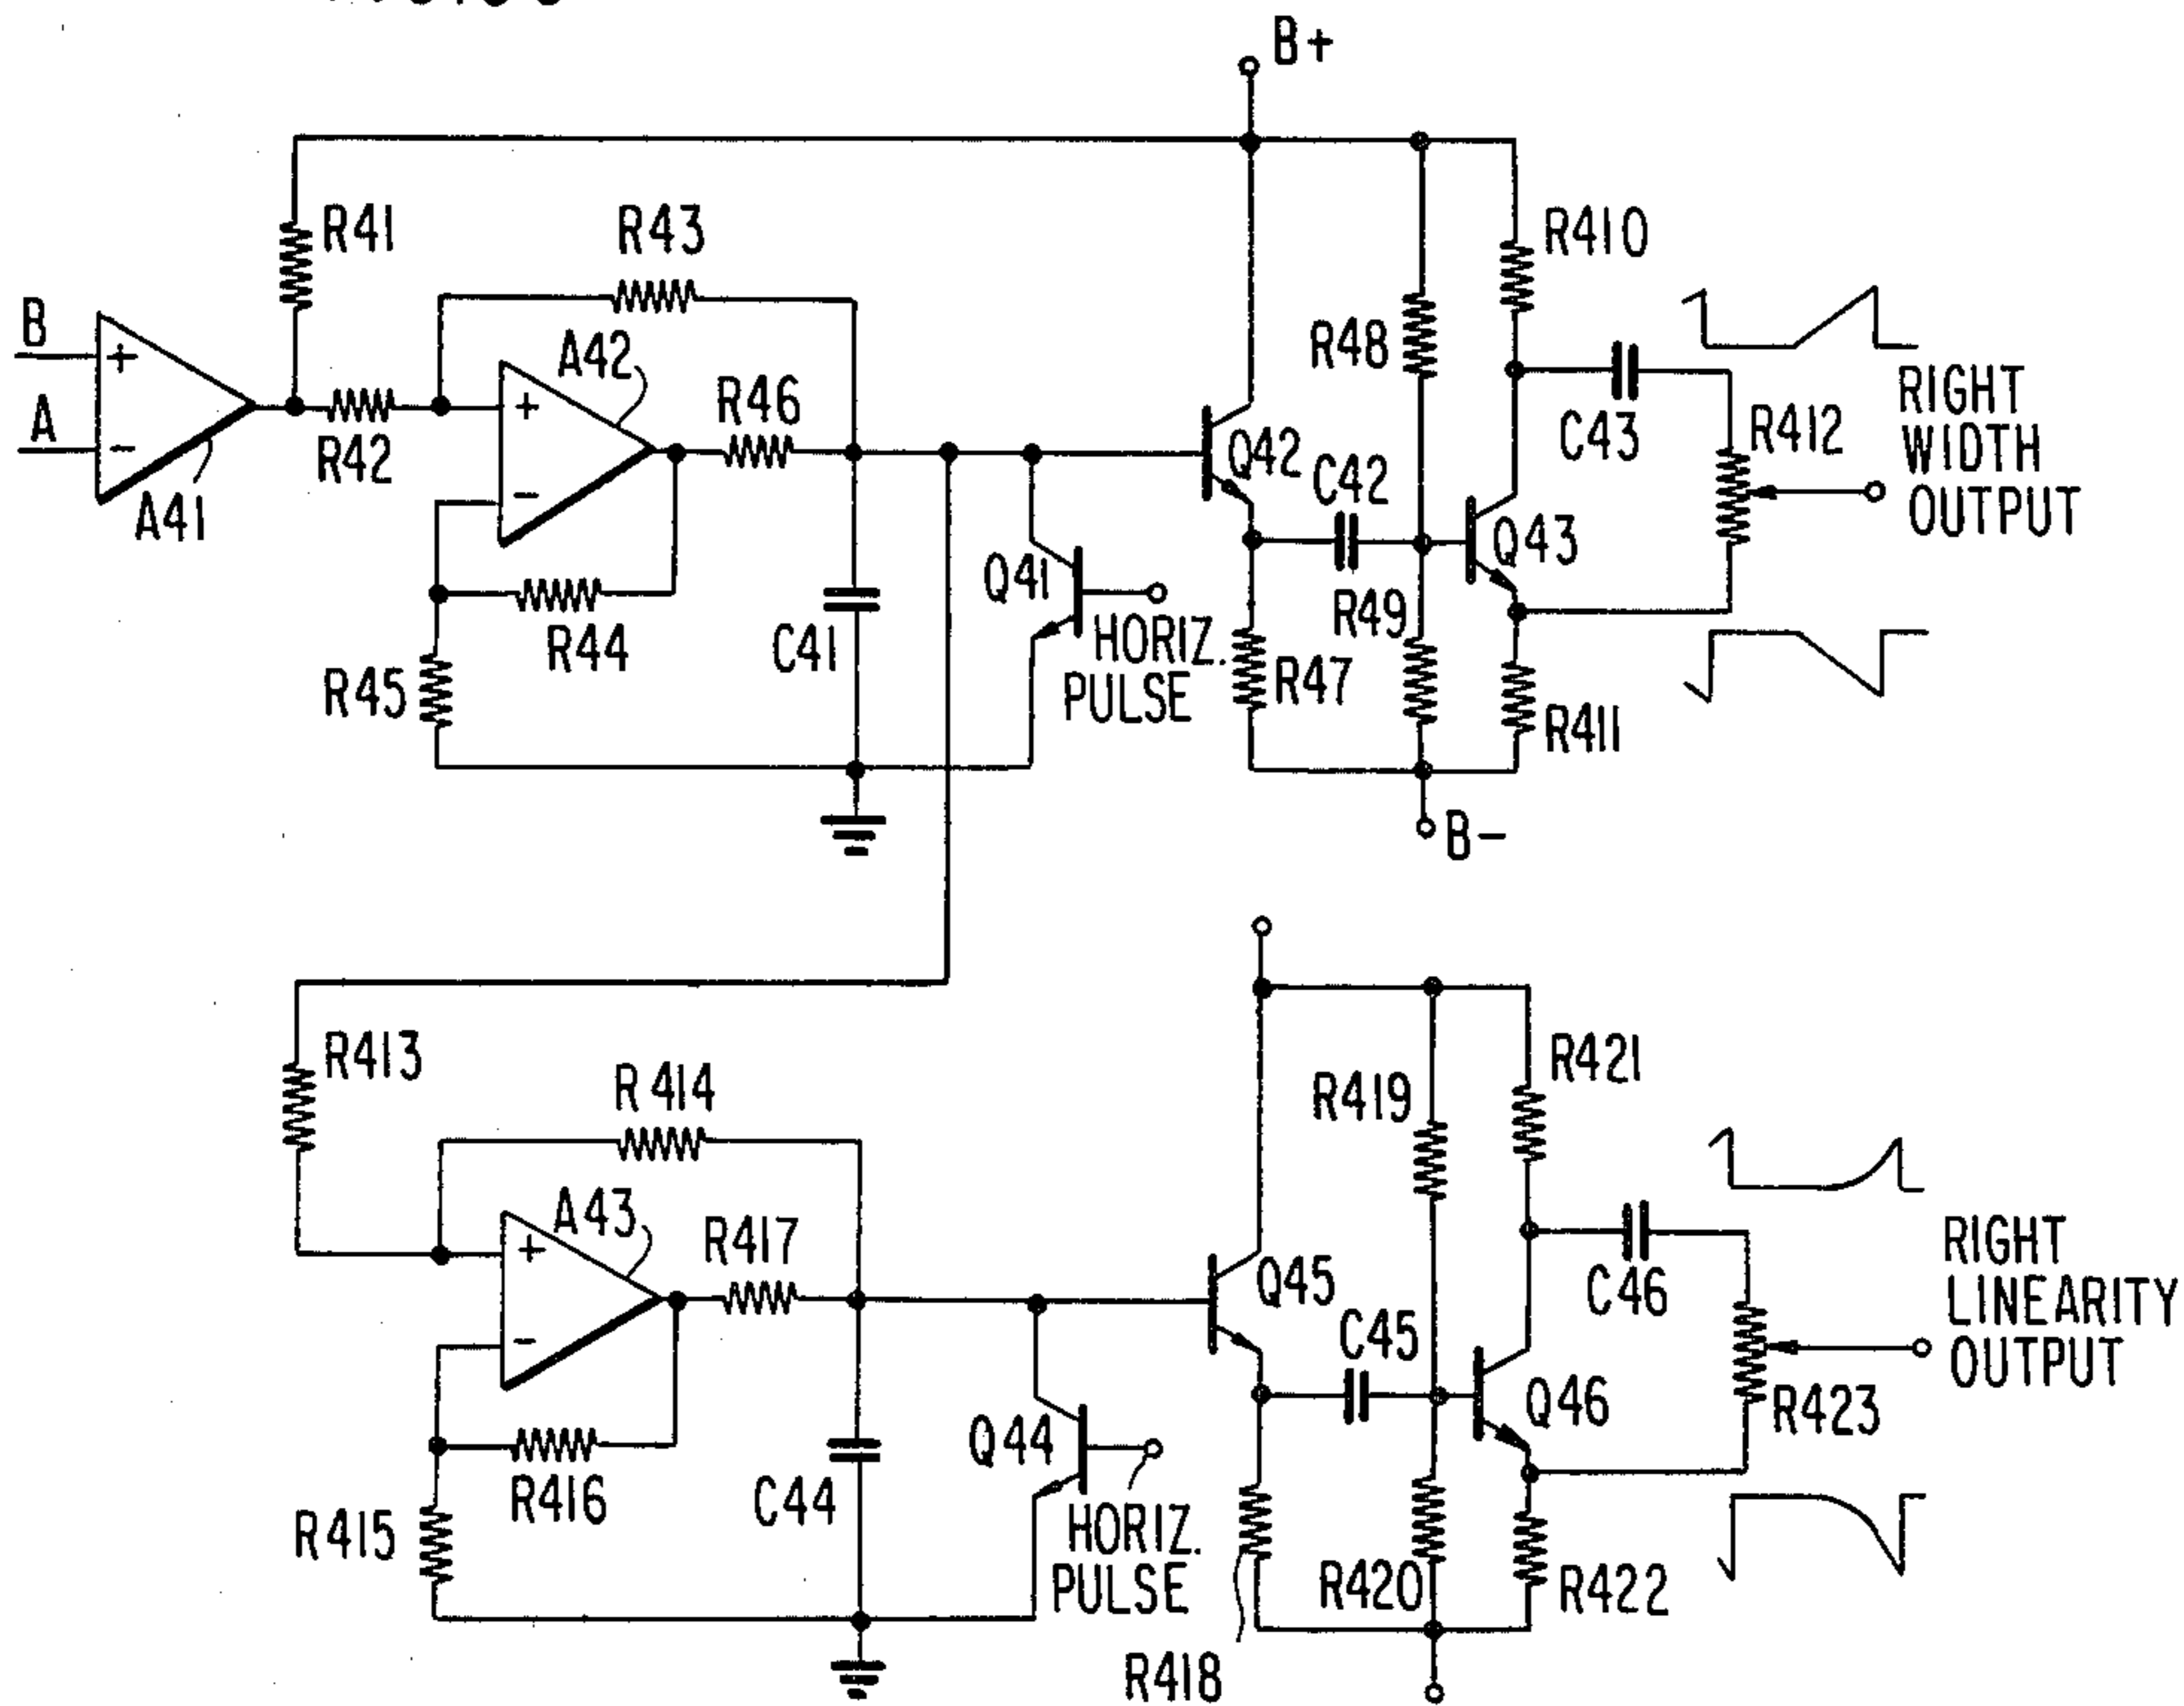 B+
R41
R43
R410
B
+
A42
R48
A
−
R42
+
R46
Q42
C42
C43
R412
RIGHT
WIDTH
OUTPUT
A41
−
R44
R45
C41
Q41
HORIZ.
PULSE
R49
R47
Q43
R411
B−
R413
R414
R419
R421
A43
+
−
R417
Q45
C45
C46
RIGHT
LINEARITY
OUTPUT
R423
R416
R415
C44
Q44
HORIZ.
PULSE
Q46
R420
R422
R418